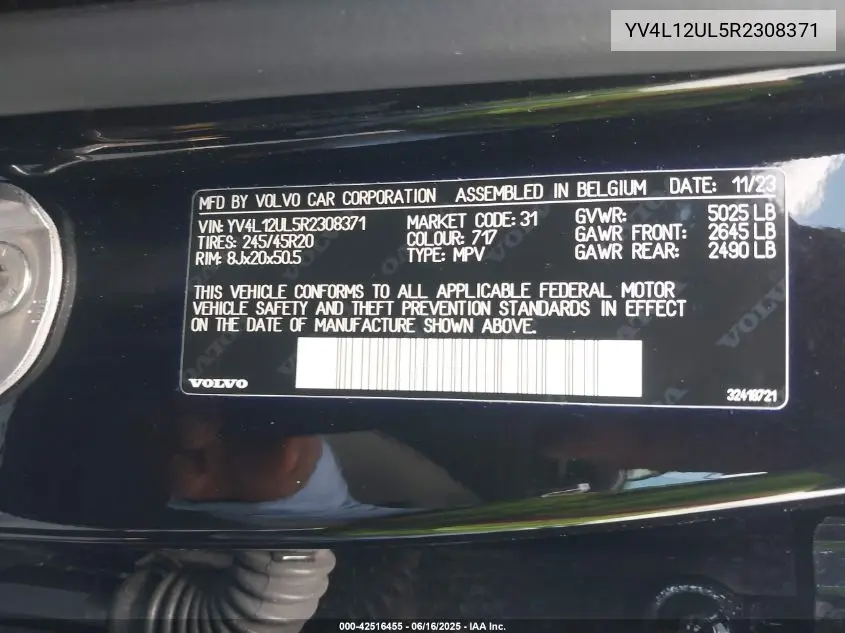 YV4L12UL5R2308371
MFD BY VOLVO CAR CORPORATION ASSEMBLED IN BELGIUM DATE: 11/23
VIN: YV4L12UL5R2308371 MARKET CODE: 31 GVWR: 5025 LB
TIRES: 245/45R20 COLOUR: 717 GAWR FRONT: 2645 LB
RIM: 8Jx20x50.5 TYPE: MPV GAWR REAR: 2490 LB
THIS VEHICLE CONFORMS TO ALL APPLICABLE FEDERAL MOTOR
VEHICLE SAFETY AND THEFT PREVENTION STANDARDS IN EFFECT
ON THE DATE OF MANUFACTURE SHOWN ABOVE.
VOLVO
32418721
000-42516455 - 06/16/2025 - IAA Inc.